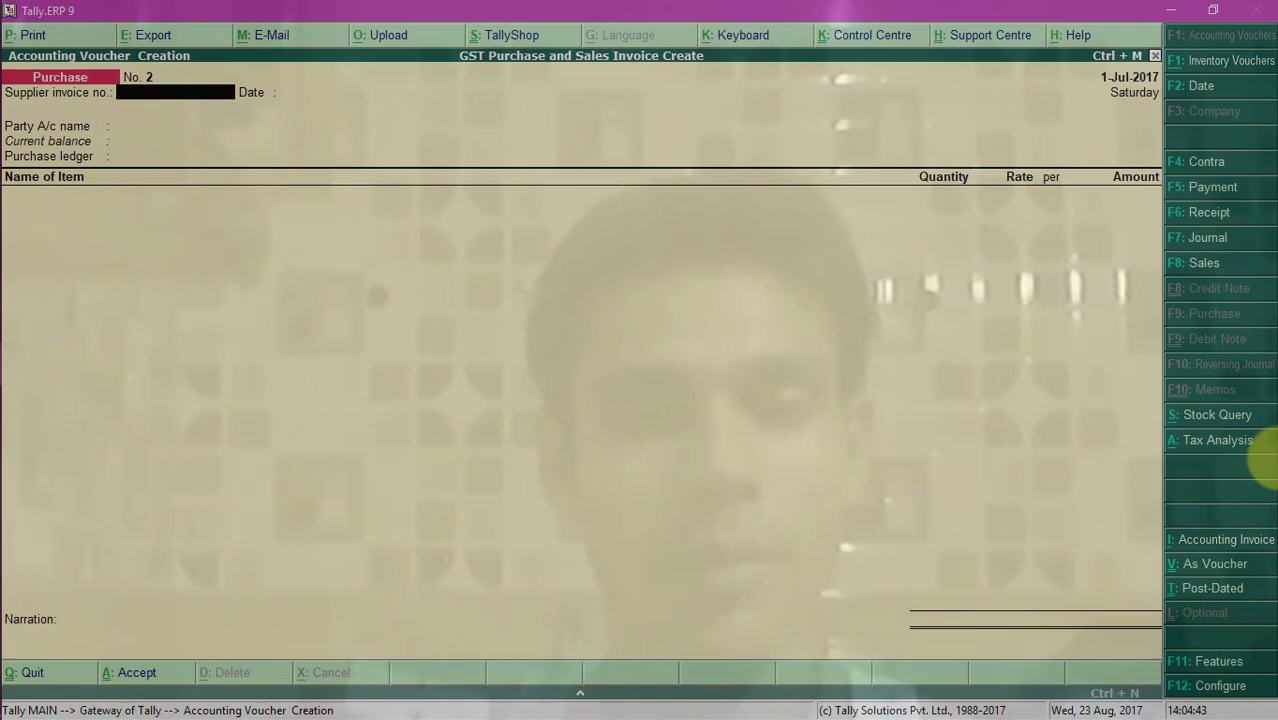 Tally.ERP 9
P: Print E: Export M: E-Mail O: Upload S: TallyShop G: Language K: Keyboard K: Control Centre H: Support Centre H: Help F1: Accounting Vouchers
Accounting Voucher Creation GST Purchase and Sales Invoice Create Ctrl + M
F1: Inventory Vouchers
Purchase No. 2 1-Jul-2017
Supplier invoice no.: Date : Saturday
F2: Date
F3: Company
Party A/c name :
Current balance :
Purchase ledger :
Name of Item Quantity Rate per Amount
F4: Contra
F5: Payment
F6: Receipt
F7: Journal
F8: Sales
F8: Credit Note
F9: Purchase
F9: Debit Note
F10: Reversing Journal
F10: Memos
S: Stock Query
A: Tax Analysis
I: Accounting Invoice
V: As Voucher
T: Post-Dated
L: Optional
Narration:
F11: Features
Q: Quit A: Accept D: Delete X: Cancel
F12: Configure
Ctrl + N
Tally MAIN --> Gateway of Tally --> Accounting Voucher Creation (c) Tally Solutions Pvt. Ltd., 1988-2017 Wed, 23 Aug, 2017 14:04:43